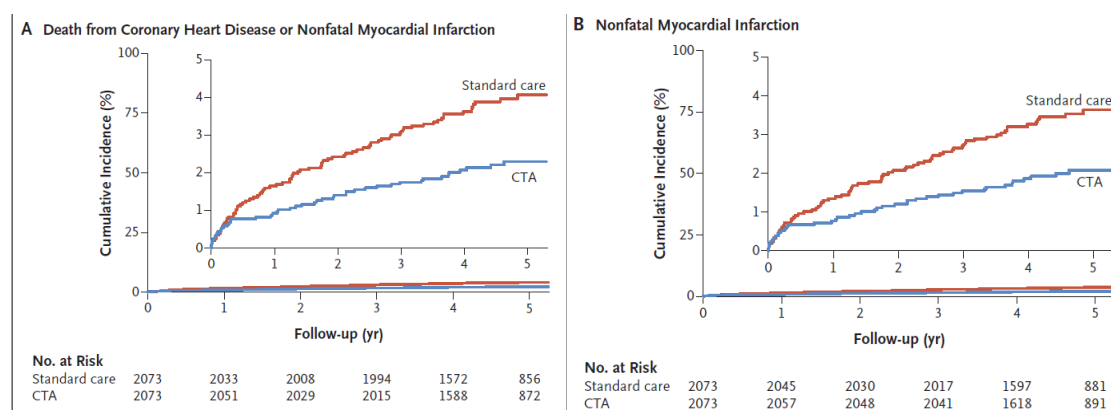 A Death from Coronary Heart Disease or Nonfatal Myocardial Infarction
Cumulative Incidence (%)
100
75
50
25
0
5
4
3
2
1
0
Standard care
CTA
0 1 2 3 4 5
0 1 2 3 4 5
Follow-up (yr)
No. at Risk
Standard care 2073 2033 2008 1994 1572 856
CTA 2073 2051 2029 2015 1588 872
B Nonfatal Myocardial Infarction
Cumulative Incidence (%)
100
75
50
25
0
5
4
3
2
1
0
Standard care
CTA
0 1 2 3 4 5
0 1 2 3 4 5
Follow-up (yr)
No. at Risk
Standard care 2073 2045 2030 2017 1597 881
CTA 2073 2057 2048 2041 1618 891